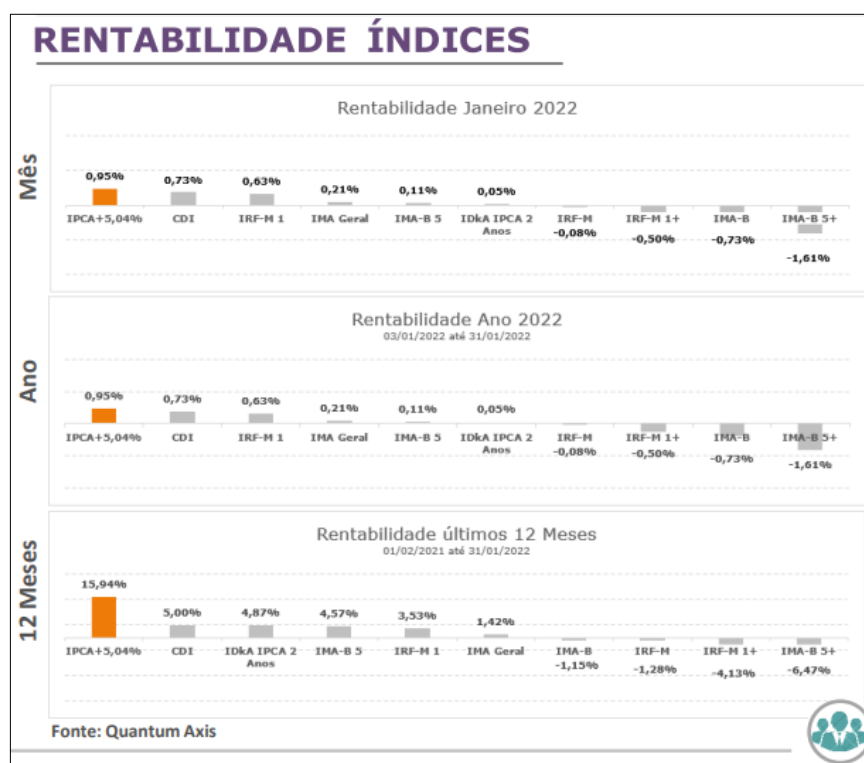 RENTABILIDADE ÍNDICES
Mês
Rentabilidade Janeiro 2022
0,95% 0,73% 0,63% 0,21% 0,11% 0,05%
IPCA+5,04% CDI IRF-M 1 IMA Geral IMA-B 5 IDkA IPCA 2 IRF-M IRF-M 1+ IMA-B IMA-B 5+
Anos -0,08% -0,50% -0,73%
-1,61%
Ano
Rentabilidade Ano 2022
03/01/2022 até 31/01/2022
0,95% 0,73% 0,63% 0,21% 0,11% 0,05%
IPCA+5,04% CDI IRF-M 1 IMA Geral IMA-B 5 IDkA IPCA 2 IRF-M IRF-M 1+ IMA-B IMA-B 5+
Anos -0,08% -0,50% -0,73% -1,61%
12 Meses
Rentabilidade últimos 12 Meses
01/02/2021 até 31/01/2022
15,94%
5,00% 4,87% 4,57% 3,53% 1,42%
IPCA+5,04% CDI IDkA IPCA 2 IMA-B 5 IRF-M 1 IMA Geral IMA-B IRF-M IRF-M 1+ IMA-B 5+
Anos -1,15% -1,28% -4,13% -6,47%
Fonte: Quantum Axis